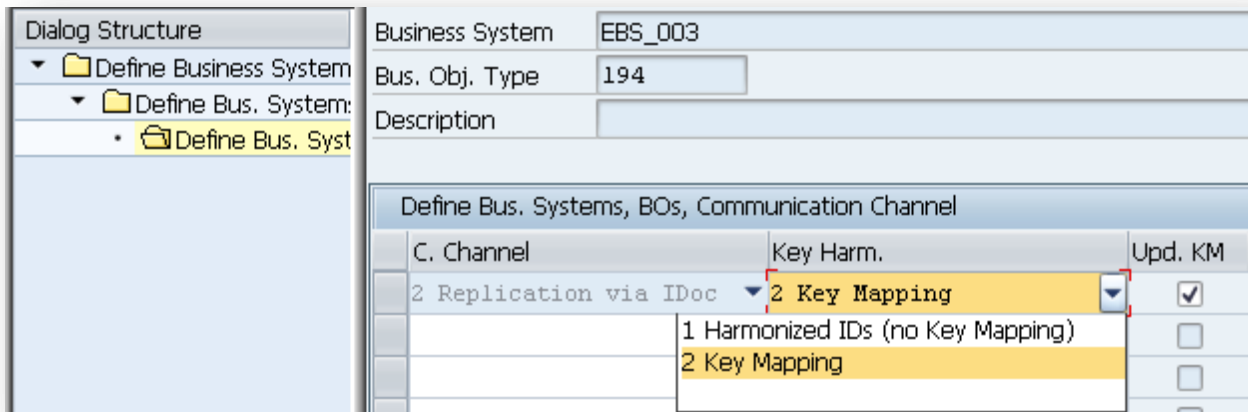 Dialog Structure
Define Business System
Define Bus. System
Define Bus. Syst
Business System EBS_003
Bus. Obj. Type 194
Description
Define Bus. Systems, BOs, Communication Channel
C. Channel Key Harm. Upd. KM
2 Replication via IDoc 2 Key Mapping
1 Harmonized IDs (no Key Mapping)
2 Key Mapping